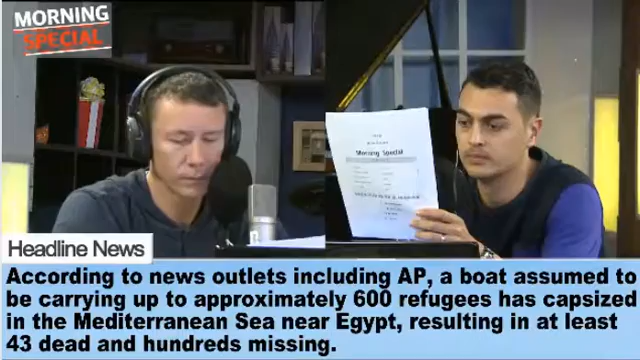 MORNING
SPECIAL
Morning Special
Headline News
According to news outlets including AP, a boat assumed to
be carrying up to approximately 600 refugees has capsized
in the Mediterranean Sea near Egypt, resulting in at least
43 dead and hundreds missing.